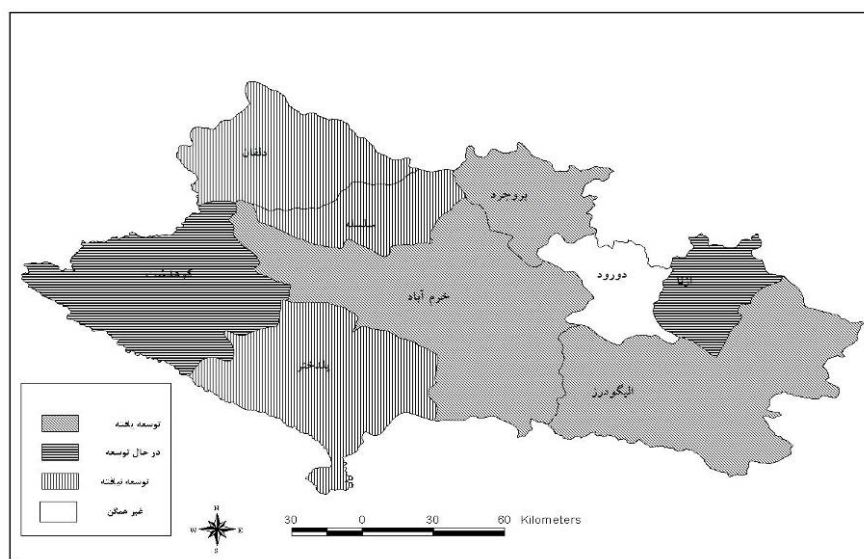 دلفان
بروجرد
سلسله
ازنا
دورود
خرم آباد
پلدختر
الیگودرز
توسعه یافته
در حال توسعه
توسعه نیافته
غیر همگن
N
W E
S
30 0 30 60 Kilometers